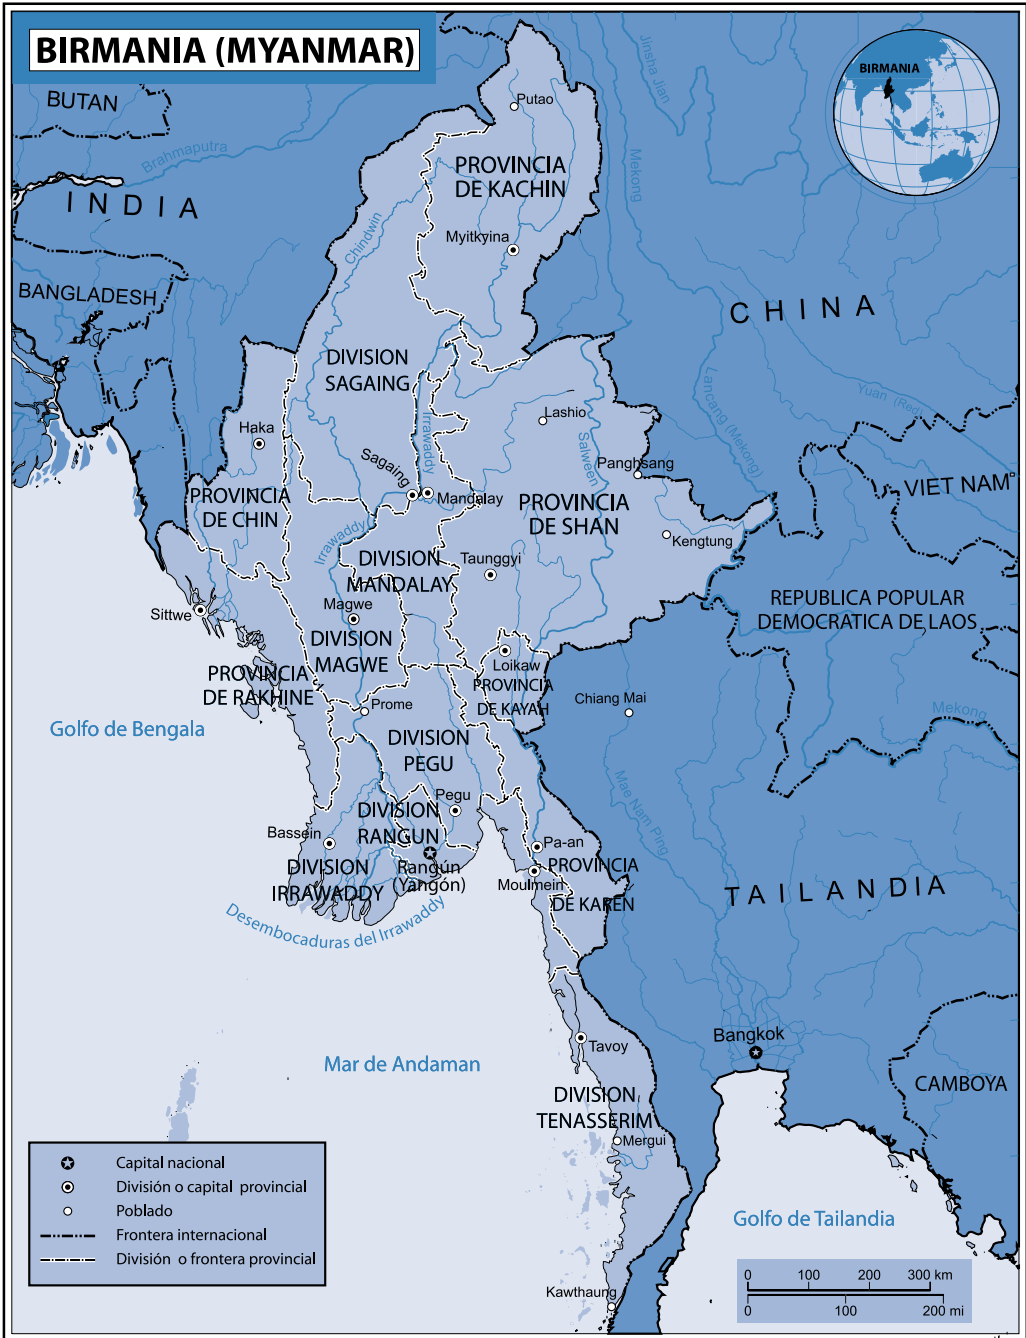 BIRMANIA (MYANMAR)
BIRMANIA
BUTAN
Brahmaputra
INDIA
BANGLADESH
Jinsha Jian
Mekong
Putao
PROVINCIA
DE KACHIN
Myitkyina
Chindwin
CHINA
DIVISION
SAGAING
Lancang (Mekong)
Yuan (Red)
Haka
Sagaing
Irrawaddy
Lashio
Salween
Panghsang
VIET NAM
PROVINCIA
DE CHIN
Mandalay
PROVINCIA
DE SHAN
Irrawaddy
Kengtung
DIVISION
MANDALAY
Taunggyi
REPUBLICA POPULAR
DEMOCRATICA DE LAOS
Sittwe
Magwe
DIVISION
MAGWE
Loikaw
PROVINCIA
DE KAYAH
PROVINCIA
DE RAKHINE
Chiang Mai
Prome
Mekong
Golfo de Bengala
DIVISION
PEGU
Mae Nam Ping
Pegu
DIVISION
RANGUN
Bassein
Rangún
(Yangón)
DIVISION
IRRAWADDY
Pa-an
Moulmein
PROVINCIA
DE KAREN
TAILANDIA
Desembocaduras del Irrawaddy
Bangkok
Tavoy
Mar de Andaman
CAMBOYA
DIVISION
TENASSERIM
Mergui
Golfo de Tailandia
Kawthaung
Capital nacional
División o capital provincial
Poblado
Frontera internacional
División o frontera provincial
0 100 200 300 km
0 100 200 mi